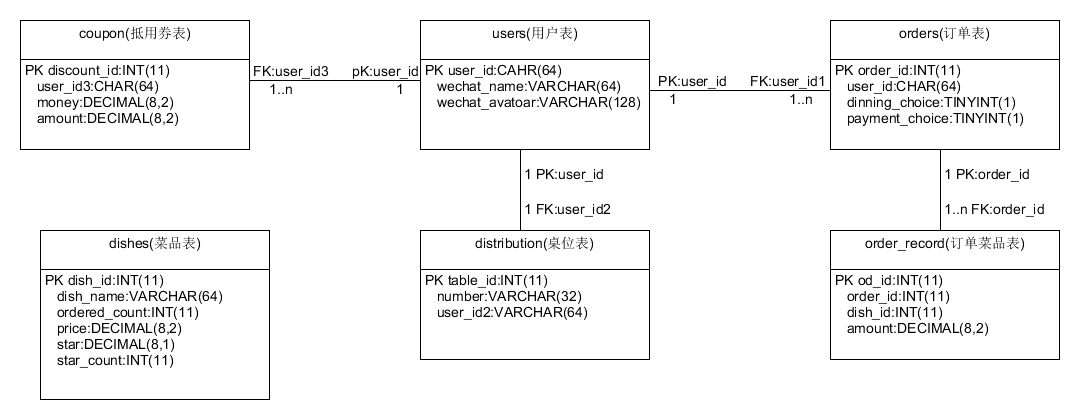 coupon(抵用券表)
PK discount_id:INT(11)
user_id3:CHAR(64)
money:DECIMAL(8,2)
amount:DECIMAL(8,2)
FK:user_id3
1..n
pK:user_id
1
users(用户表)
PK user_id:CAHR(64)
wechat_name:VARCHAR(64)
wechat_avatoar:VARCHAR(128)
PK:user_id
1
FK:user_id1
1..n
orders(订单表)
PK order_id:INT(11)
user_id:CHAR(64)
dinning_choice:TINYINT(1)
payment_choice:TINYINT(1)
1 PK:user_id
1 FK:user_id2
1 PK:order_id
1..n FK:order_id
dishes(菜品表)
PK dish_id:INT(11)
dish_name:VARCHAR(64)
ordered_count:INT(11)
price:DECIMAL(8,2)
star:DECIMAL(8,1)
star_count:INT(11)
distribution(桌位表)
PK table_id:INT(11)
number:VARCHAR(32)
user_id2:VARCHAR(64)
order_record(订单菜品表)
PK od_id:INT(11)
order_id:INT(11)
dish_id:INT(11)
amount:DECIMAL(8,2)